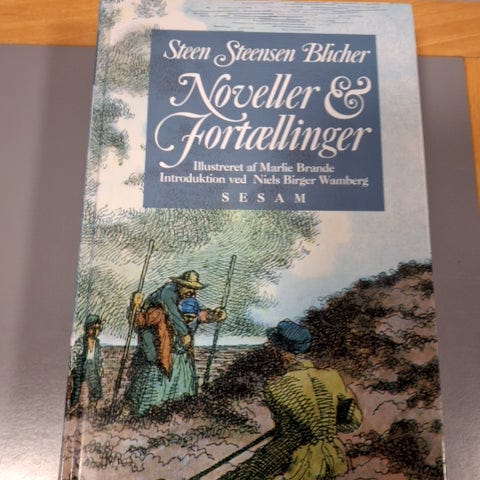 Steen Steensen Blicher
Noveller &
Fortællinger
Illustreret af Marlie Brande
Introduktion ved Niels Birger Wamberg
SESAM